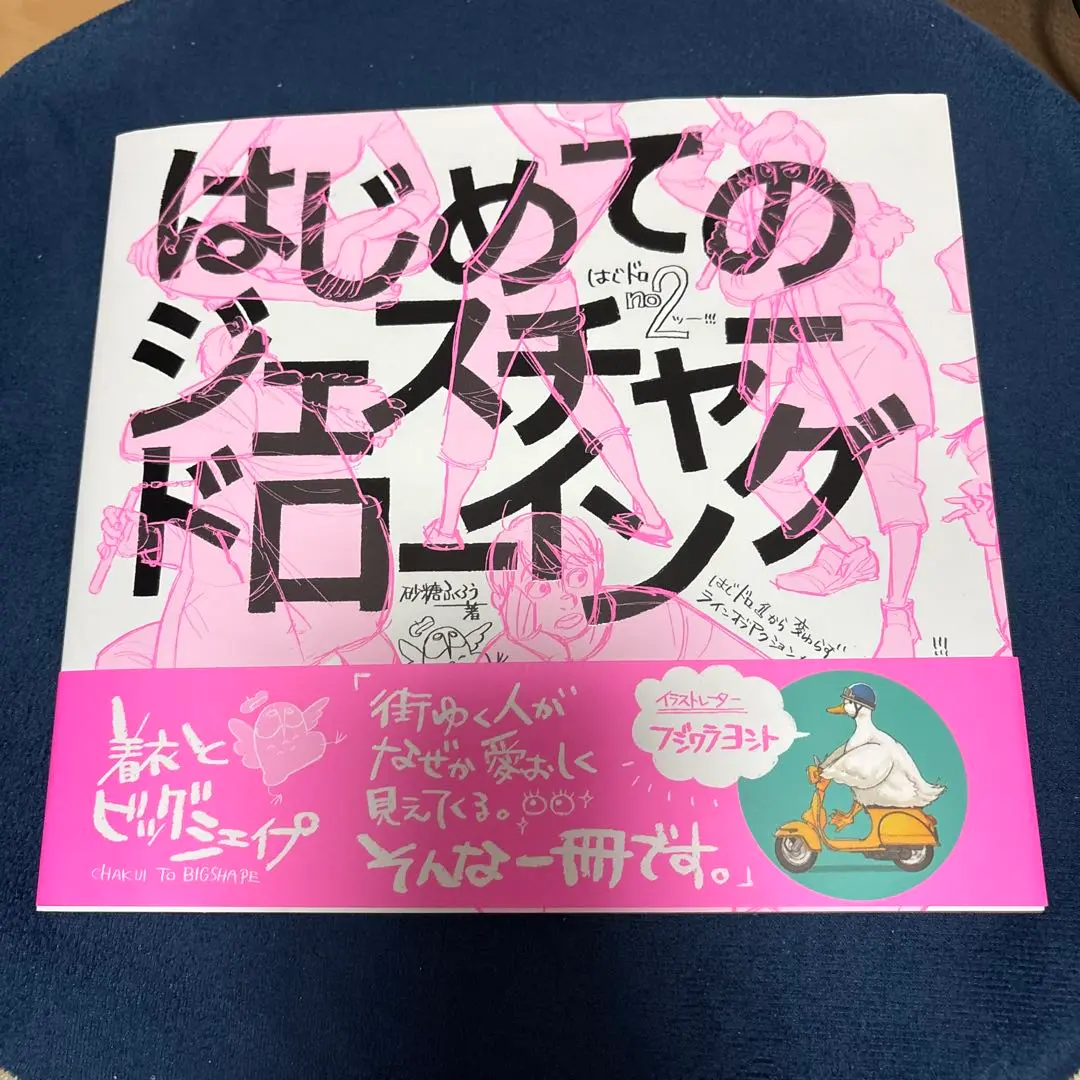 はじめての
はじドロ
no2ッー!!!
ジェスチャー
ドローイング
砂糖ふくろう
著
はじドロ1から変わらず!!
ラインオブアクション
!!!
着衣と
ビッグシェイプ
CHAKUI TO BIGSHAPE
「街ゆく人が
なぜか愛おしく
見えてくる。
そんな一冊です。」
イラストレーター
フジワラヨシト